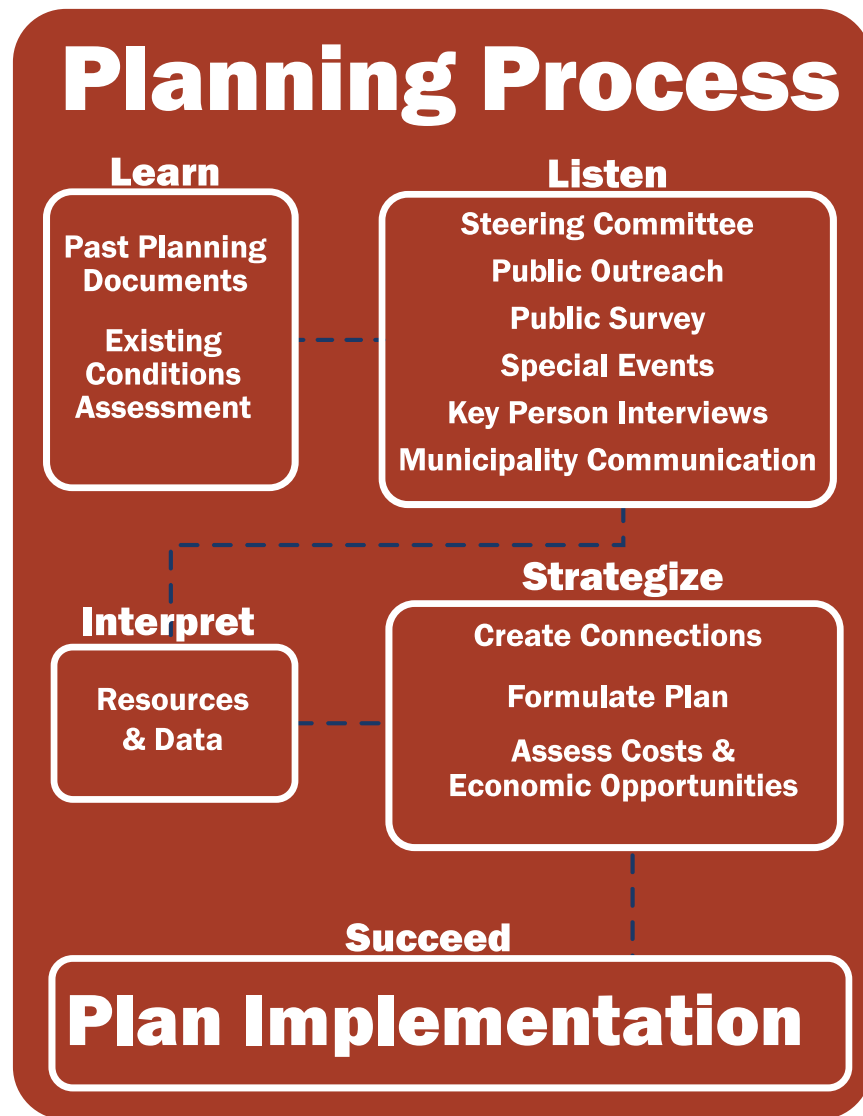 Planning Process
Learn
Past Planning
Documents
Existing
Conditions
Assessment
Listen
Steering Committee
Public Outreach
Public Survey
Special Events
Key Person Interviews
Municipality Communication
Interpret
Resources
& Data
Strategize
Create Connections
Formulate Plan
Assess Costs &
Economic Opportunities
Succeed
Plan Implementation